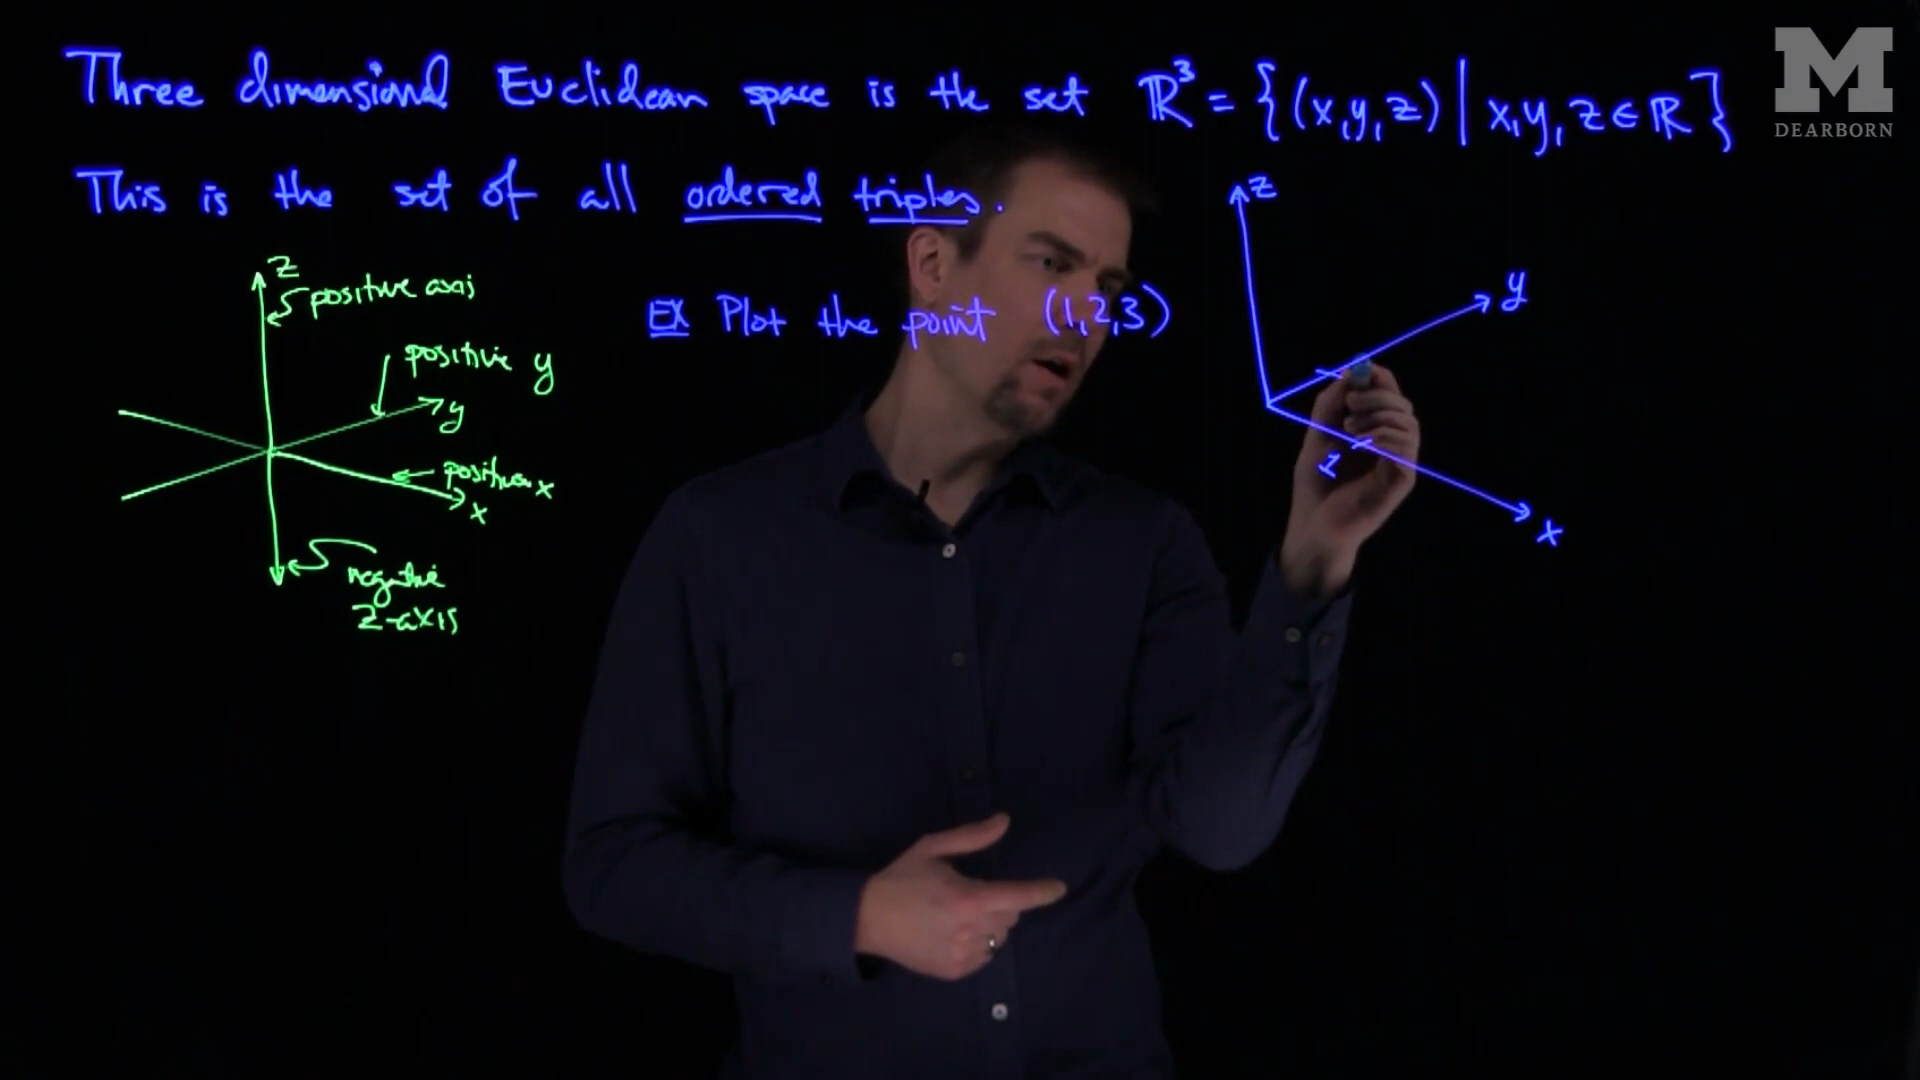 Three dimensional Euclidean space is the set ℝ³ = {(x,y,z) | x,y,z ∈ ℝ}
This is the set of all ordered triples.
M
DEARBORN
z
positive axis
positive y
y
positive x
x
negative
z-axis
EX Plot the point (1,2,3)
z
y
1
x